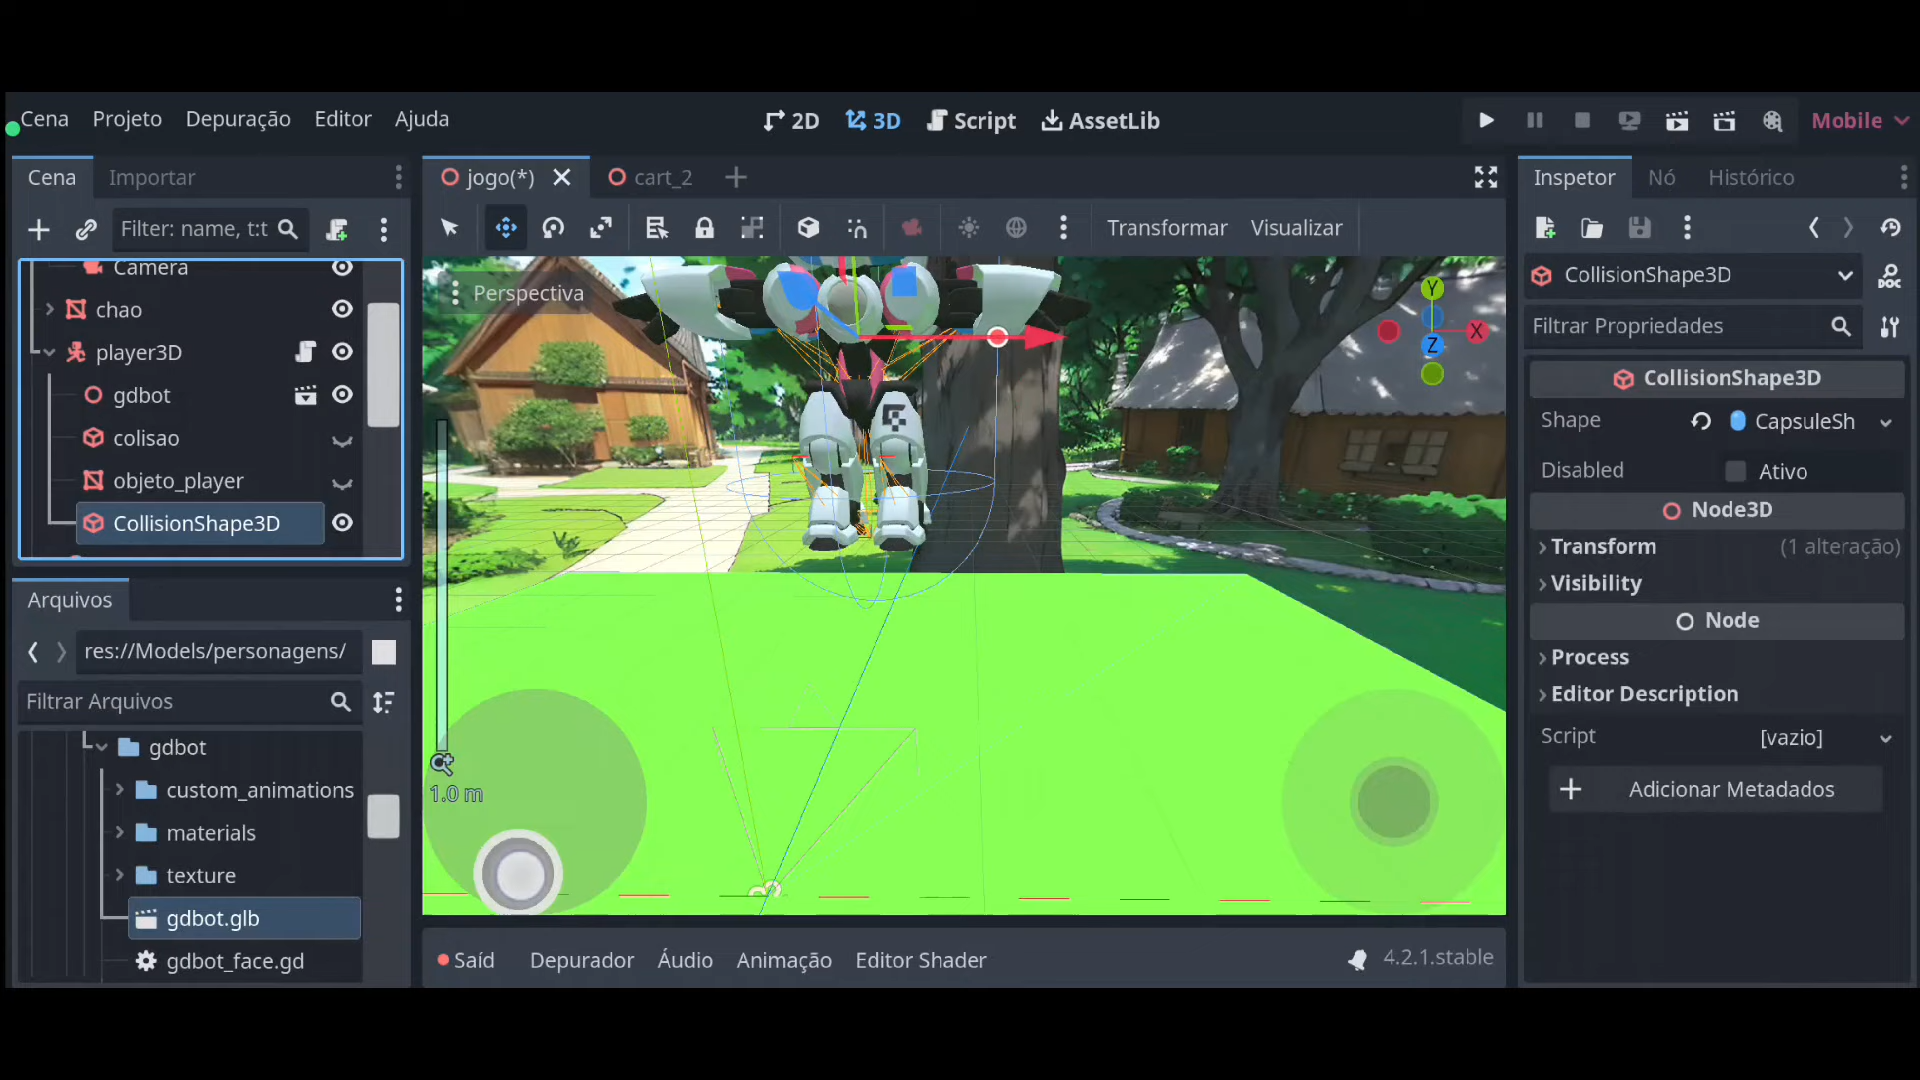 Cena Projeto Depuração Editor Ajuda
2D 3D Script AssetLib
Mobile
Cena Importar
Filter: name, t:t
Camera
chao
player3D
gdbot
colisao
objeto_player
CollisionShape3D
Arquivos
res://Models/personagens/
Filtrar Arquivos
gdbot
custom_animations
materials
texture
gdbot.glb
gdbot_face.gd
jogo(*) cart_2
Transformar Visualizar
Perspectiva
Y
X
Z
1.0 m
Saíd Depurador Áudio Animação Editor Shader
4.2.1.stable
Inspetor Nó Histórico
CollisionShape3D
DOC
Filtrar Propriedades
CollisionShape3D
Shape CapsuleSh
Disabled Ativo
Node3D
Transform (1 alteração)
Visibility
Node
Process
Editor Description
Script [vazio]
Adicionar Metadados